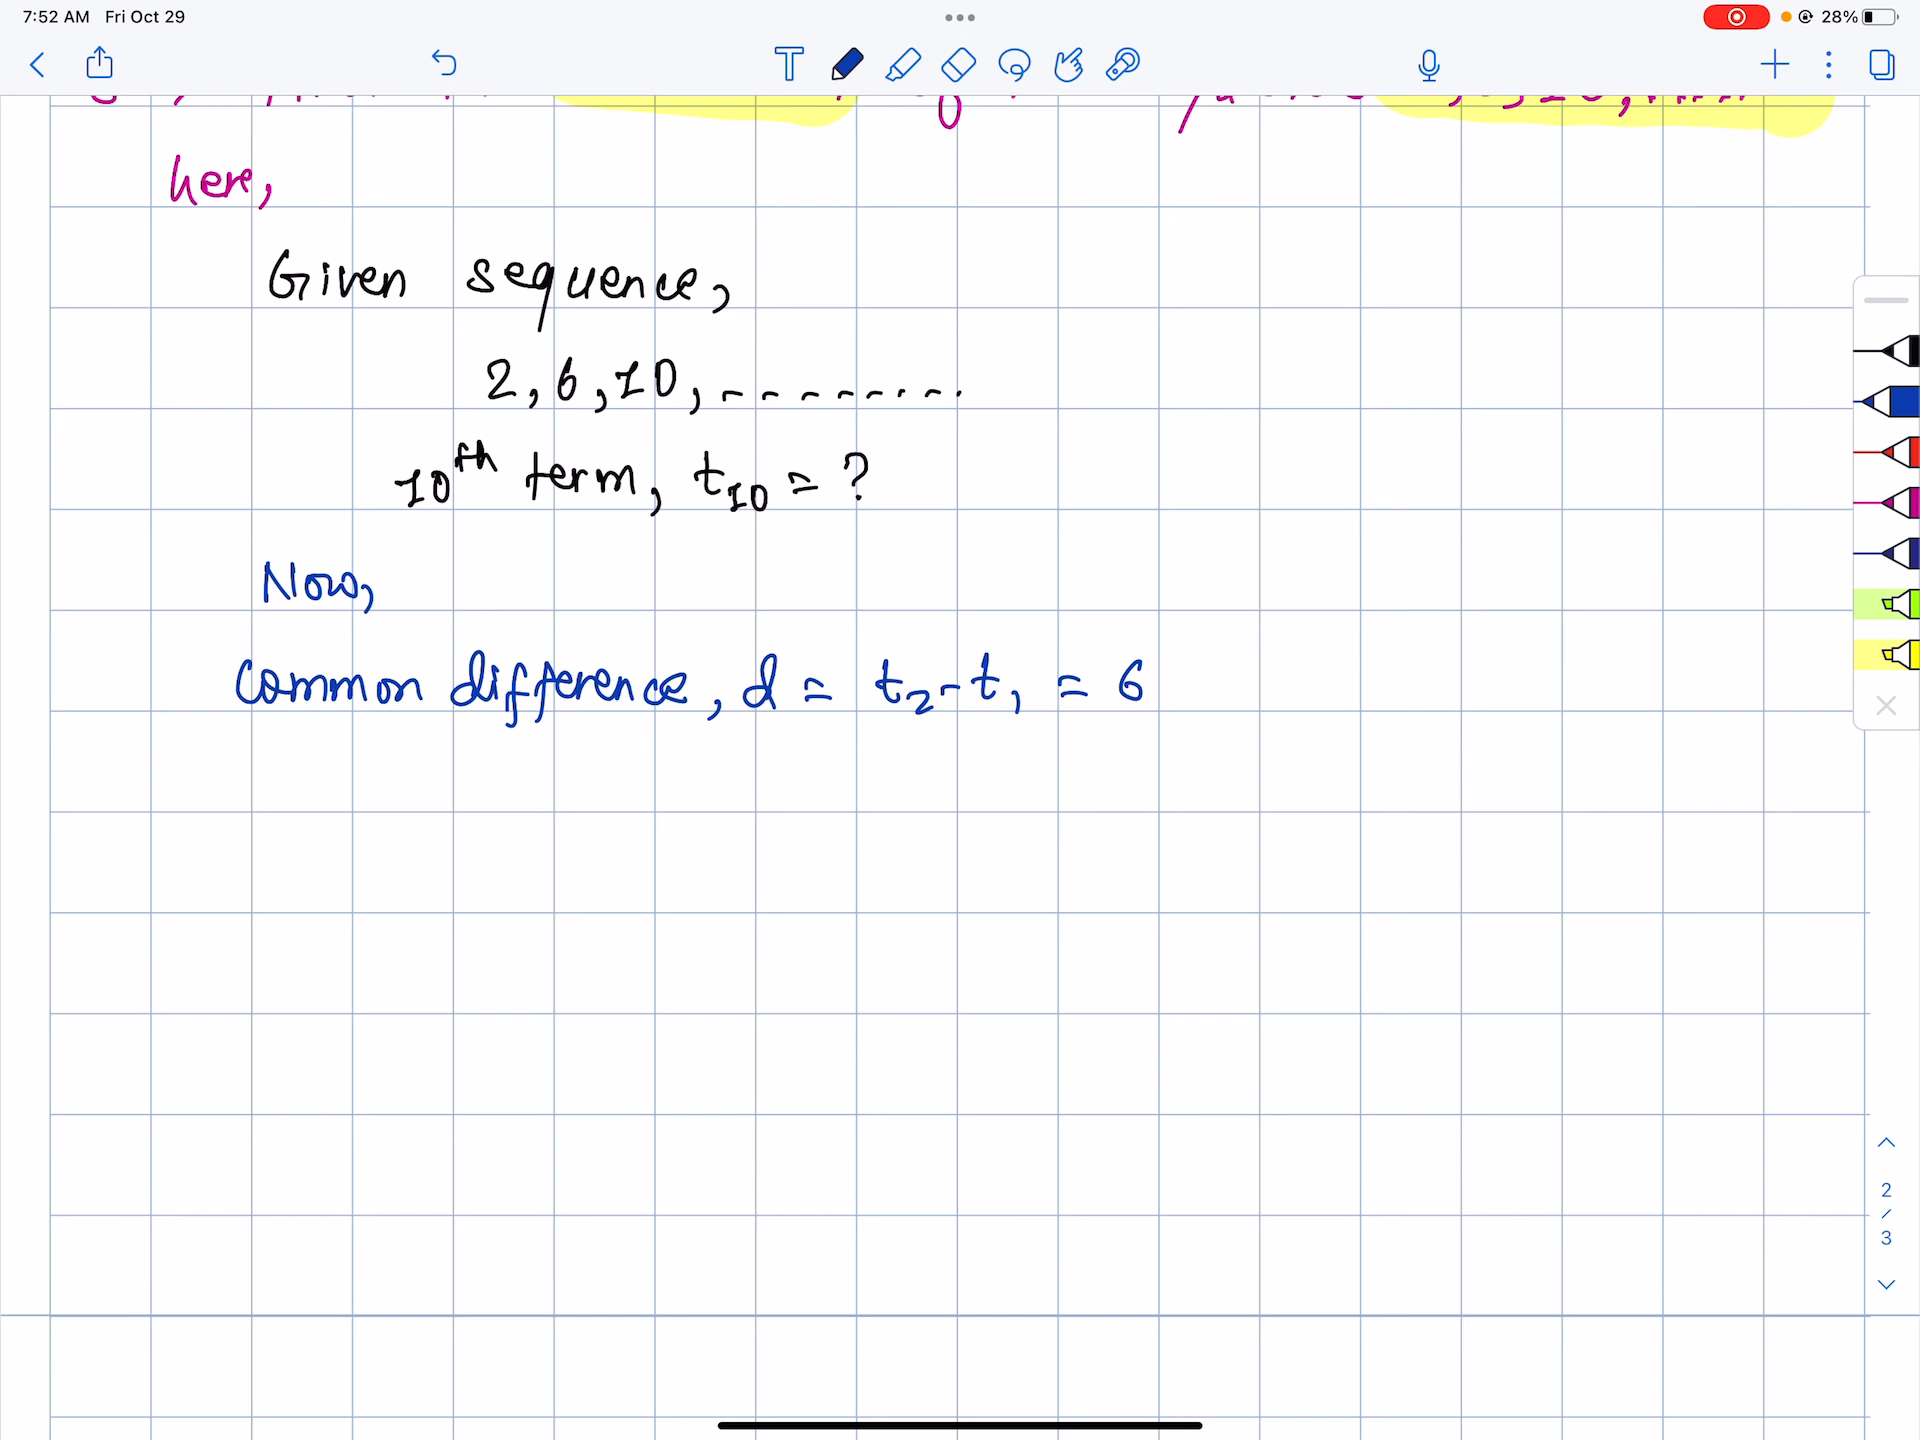 7:52 AM Fri Oct 29
28%
T
here,
Given sequence,
2, 6, 10, - - - - - - - -.
10th term, t10 = ?
Now,
Common difference, d = t2 - t1 = 6
2
/
3